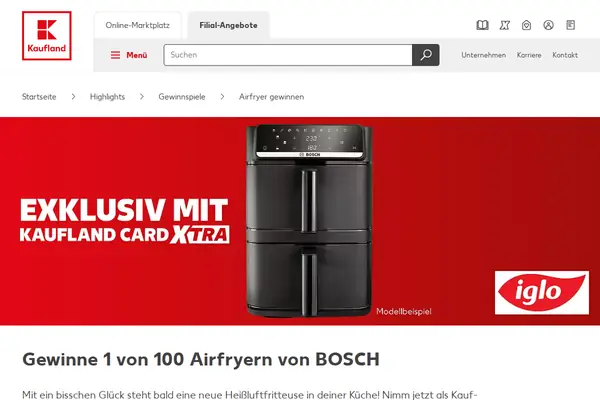 Kaufland
Online-Marktplatz
Filial-Angebote
Menü
Suchen
Unternehmen
Karriere
Kontakt
Startseite
Highlights
Gewinnspiele
Airfryer gewinnen
230
180
BOSCH
EXKLUSIV MIT
KAUFLAND CARD XTRA
iglo
Modellbeispiel
Gewinne 1 von 100 Airfryern von BOSCH
Mit ein bisschen Glück steht bald eine neue Heißluftfritteuse in deiner Küche! Nimm jetzt als Kauf-